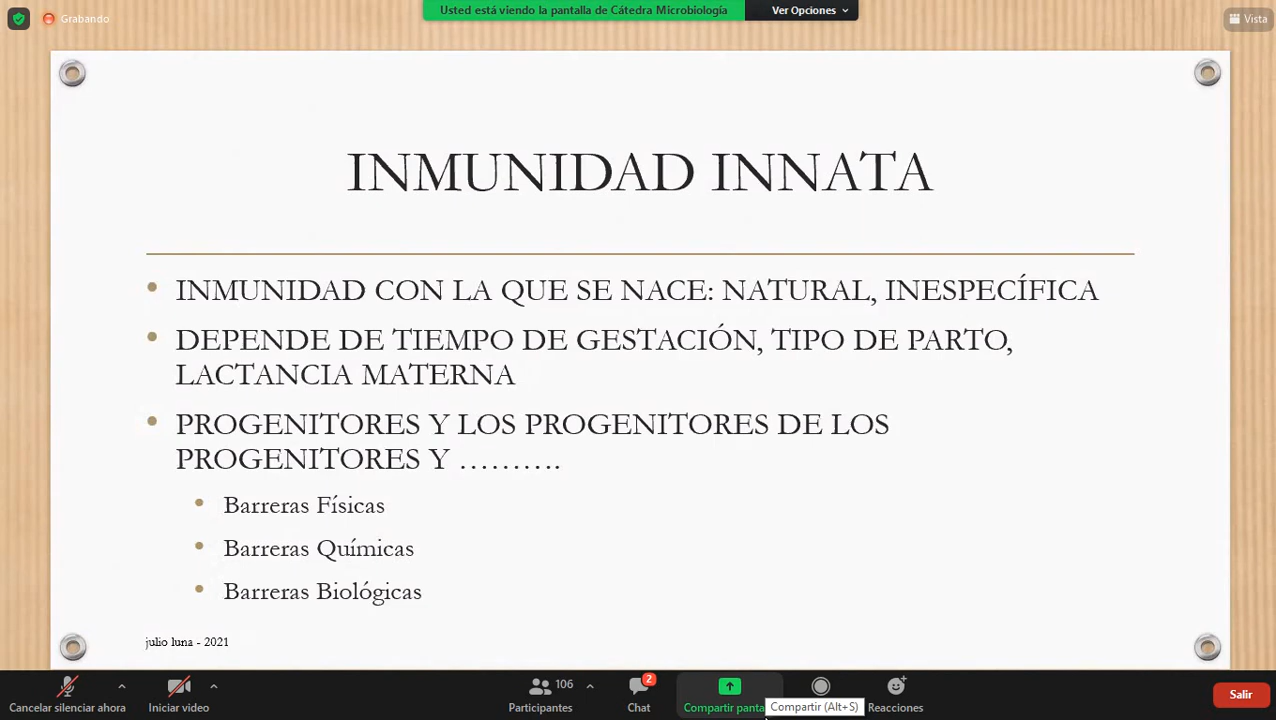 Grabando
Usted está viendo la pantalla de Cátedra Microbiología
Ver Opciones
Vista
INMUNIDAD INNATA
• INMUNIDAD CON LA QUE SE NACE: NATURAL, INESPECÍFICA
• DEPENDE DE TIEMPO DE GESTACIÓN, TIPO DE PARTO,
LACTANCIA MATERNA
• PROGENITORES Y LOS PROGENITORES DE LOS
PROGENITORES Y ……….
• Barreras Físicas
• Barreras Químicas
• Barreras Biológicas
julio luna - 2021
Cancelar silenciar ahora
Iniciar video
106
Participantes
2
Chat
Compartir panta
Compartir (Alt+S)
Reacciones
Salir